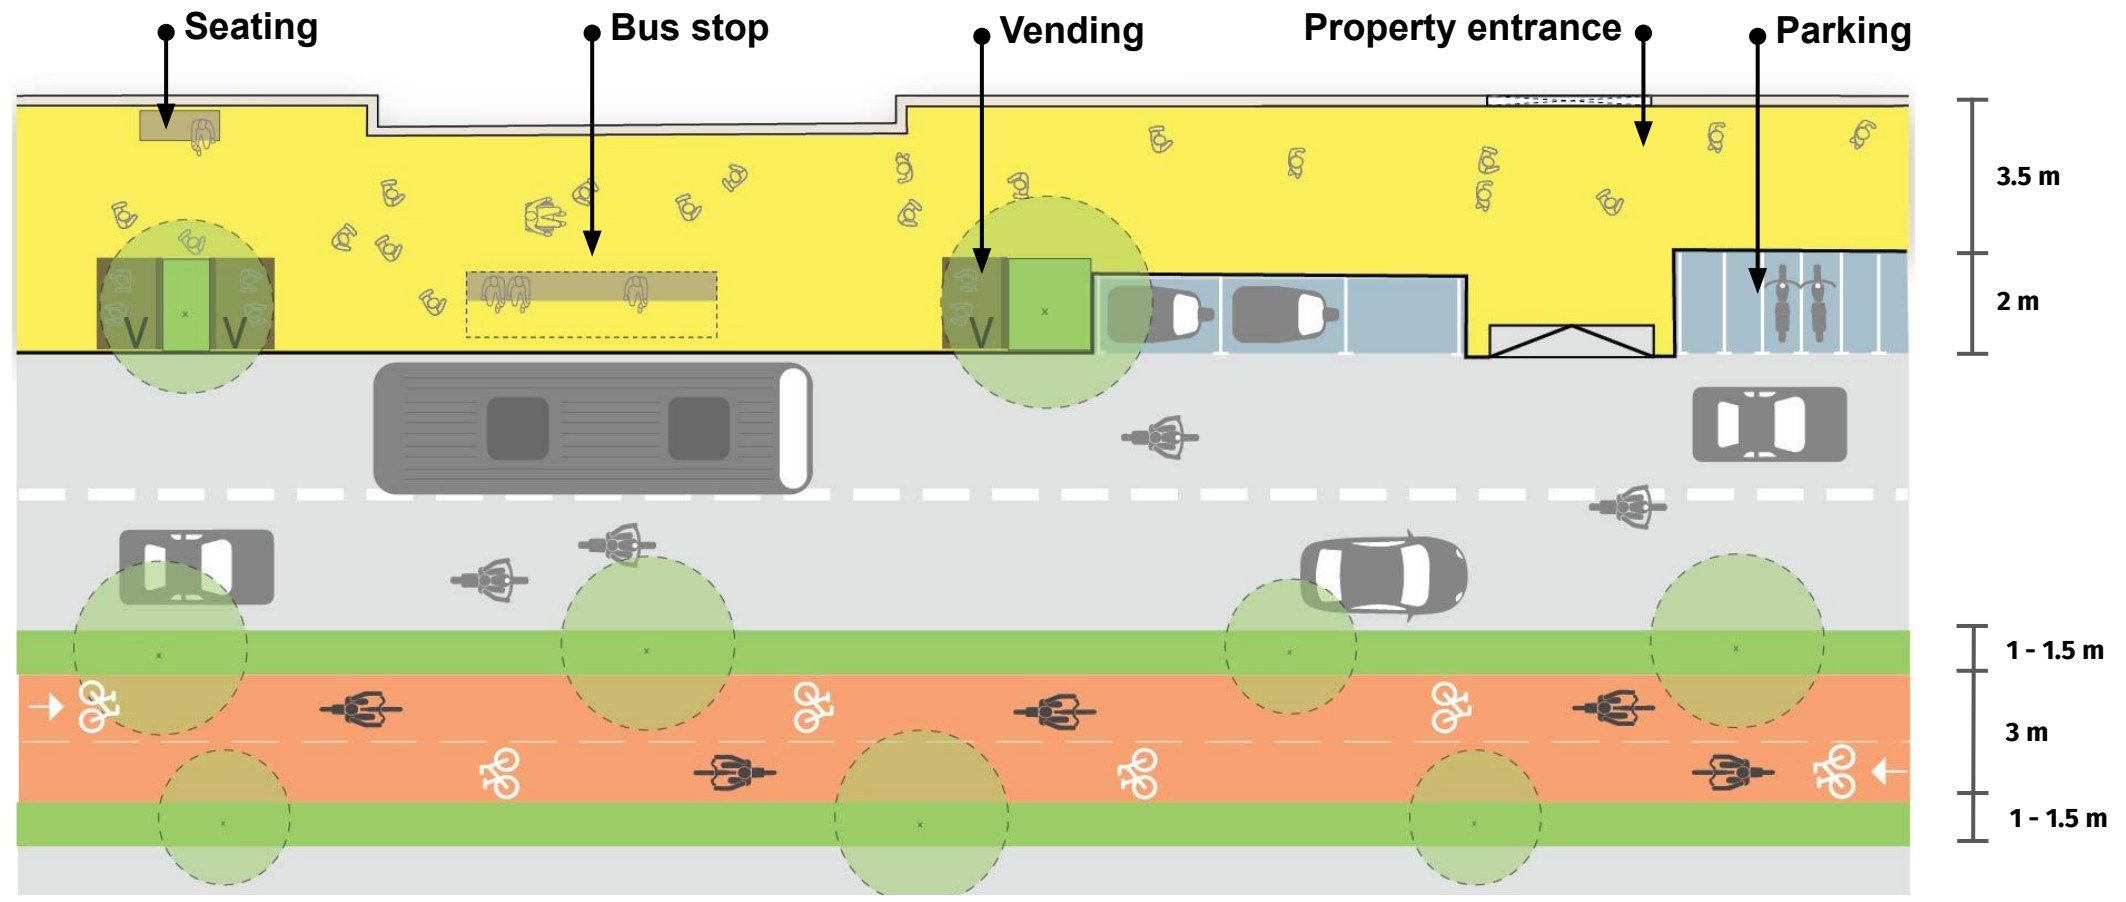 Seating
Bus stop
Vending
Property entrance
Parking
3.5 m
V
V
V
2 m
1 - 1.5 m
3 m
1 - 1.5 m